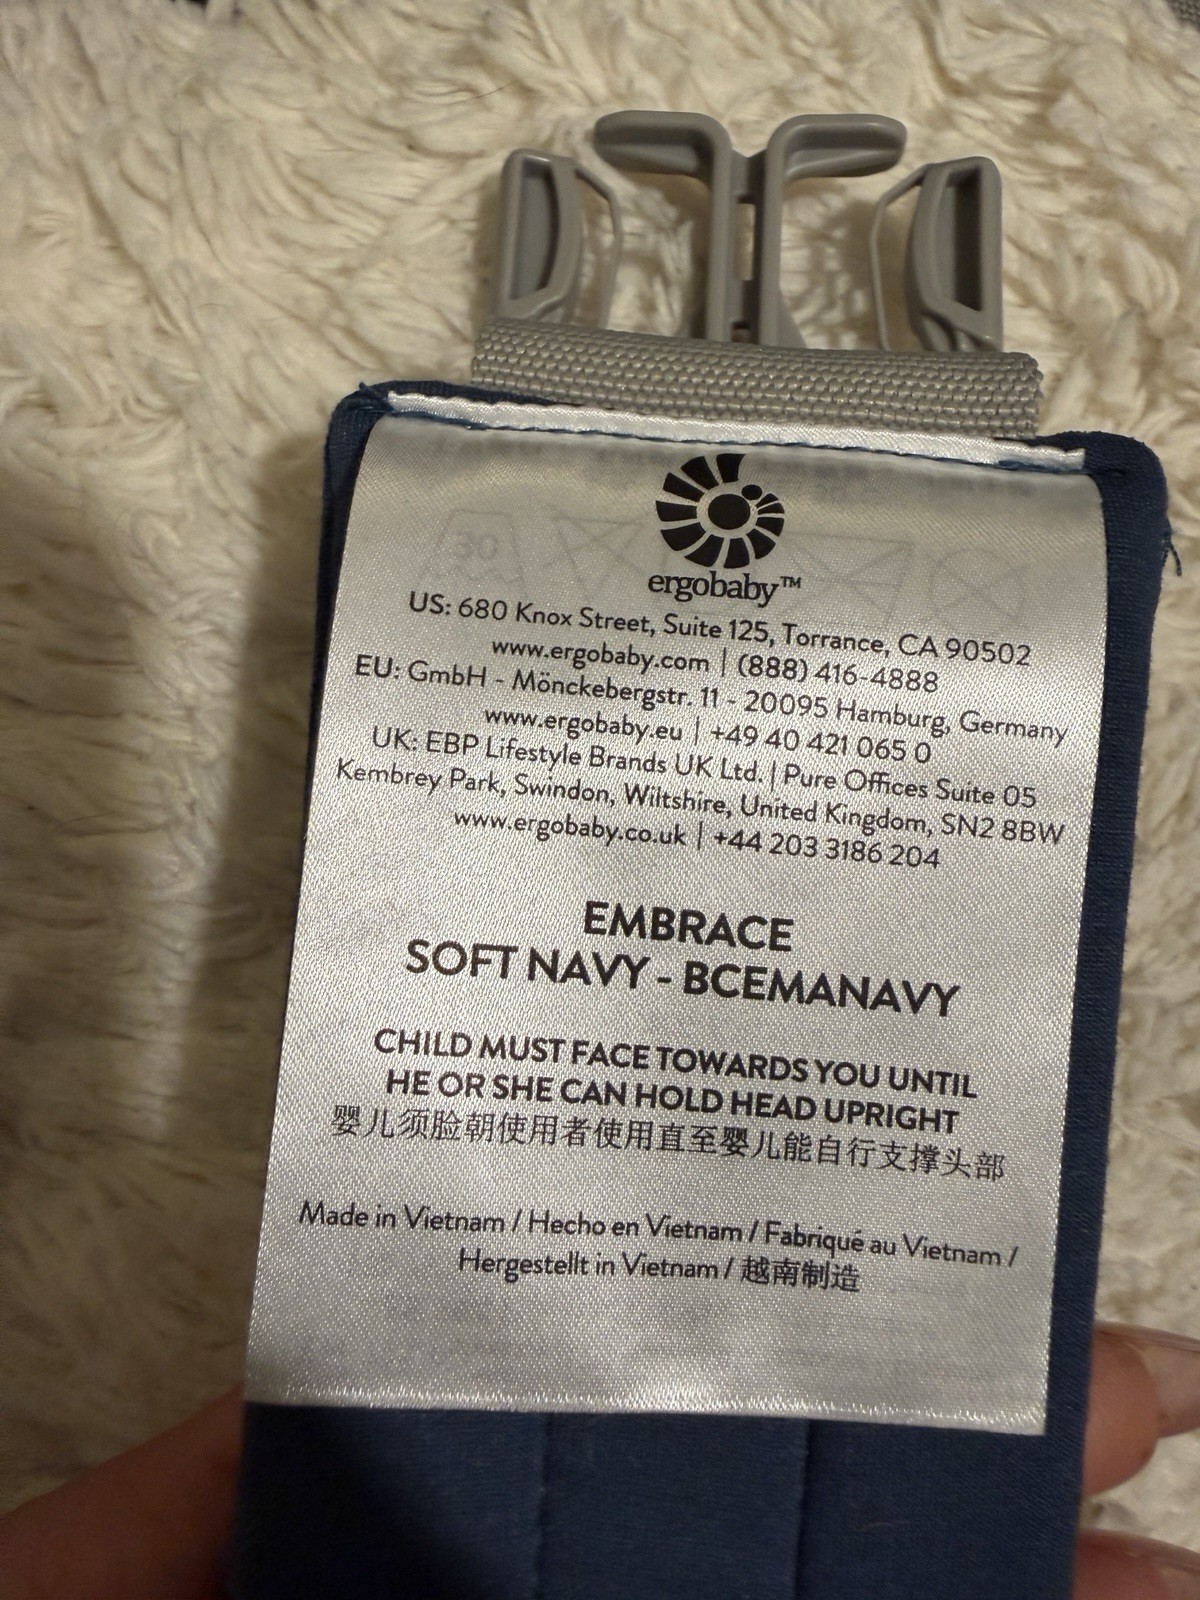 ergobaby™
US: 680 Knox Street, Suite 125, Torrance, CA 90502
www.ergobaby.com | (888) 416-4888
EU: GmbH - Mönckebergstr. 11 - 20095 Hamburg, Germany
www.ergobaby.eu | +49 40 421 065 0
UK: EBP Lifestyle Brands UK Ltd. | Pure Offices Suite 05
Kembrey Park, Swindon, Wiltshire, United Kingdom, SN2 8BW
www.ergobaby.co.uk | +44 203 3186 204
EMBRACE
SOFT NAVY - BCEMANAVY
CHILD MUST FACE TOWARDS YOU UNTIL
HE OR SHE CAN HOLD HEAD UPRIGHT
婴儿须脸朝使用者使用直至婴儿能自行支撑头部
Made in Vietnam / Hecho en Vietnam / Fabriqué au Vietnam /
Hergestellt in Vietnam / 越南制造